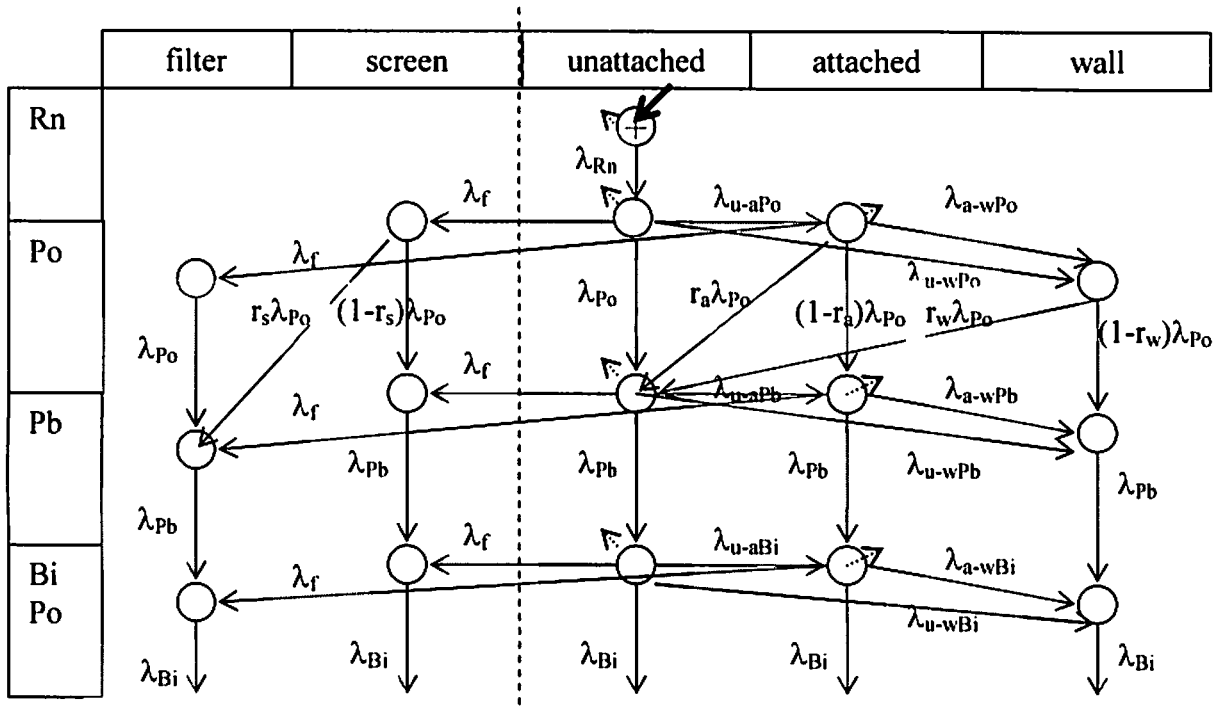 filter screen unattached attached wall
Rn
λRn
λf λu-aPo λa-wPo
Po
λf λPo raλPo λu-wPo
rsλPo (1-rs)λPo (1-ra)λPo rwλPo (1-rw)λPo
λPo
λf λu-aPb λa-wPb
Pb
λf
λPb λPb λPb λu-wPb λPb
λPb
λf λu-aBi λa-wBi
Bi
Po
λf
λu-wBi
λBi λBi λBi λBi λBi